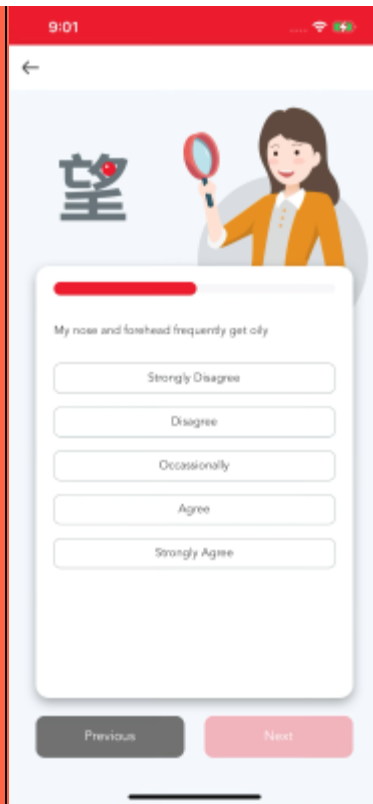 9:01
望
My nose and forehead frequently get oily
Strongly Disagree
Disagree
Occassionally
Agree
Strongly Agree
Previous
Next